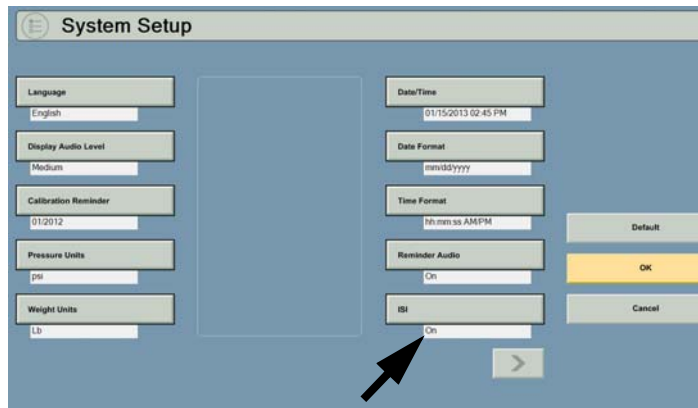 System Setup
Language
English
Display Audio Level
Medium
Calibration Reminder
01/2012
Pressure Units
psi
Weight Units
Lb
Date/Time
01/15/2013 02:45 PM
Date Format
mm/dd/yyyy
Time Format
hh:mm:ss AM/PM
Reminder Audio
On
ISI
On
Default
OK
Cancel